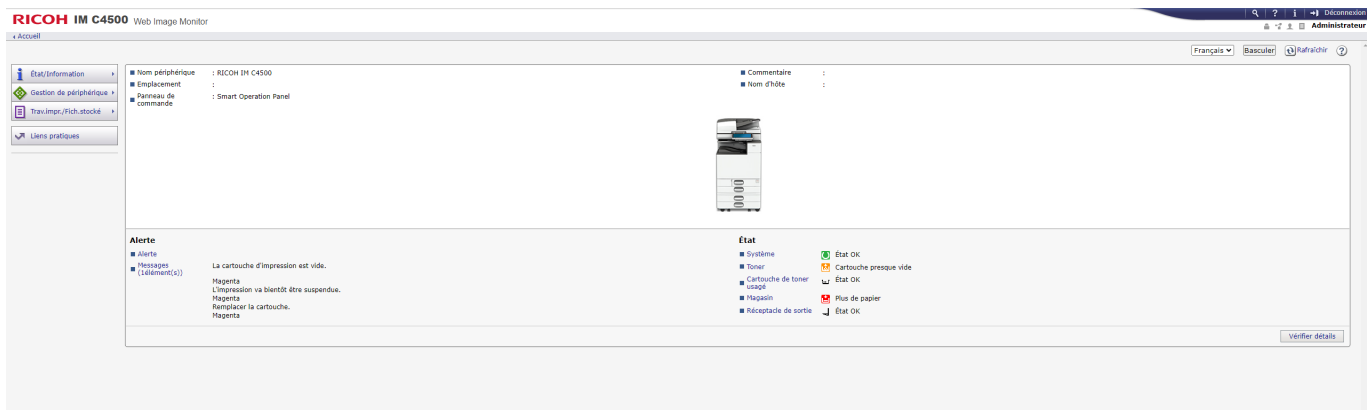 RICOH IM C4500 Web Image Monitor
? i Déconnexion
Administrateur
Accueil
Français Basculer Rafraîchir ?
État/Information
Gestion de périphérique
Trav.impr./Fich.stocké
Liens pratiques
Nom périphérique : RICOH IM C4500
Emplacement :
Panneau de commande : Smart Operation Panel
Commentaire :
Nom d'hôte :
Alerte
Alerte
Messages (1élément(s))
La cartouche d'impression est vide.
Magenta
L'impression va bientôt être suspendue.
Magenta
Remplacer la cartouche.
Magenta
État
Système État OK
Toner Cartouche presque vide
Cartouche de toner usagé État OK
Magasin Plus de papier
Réceptacle de sortie État OK
Vérifier détails